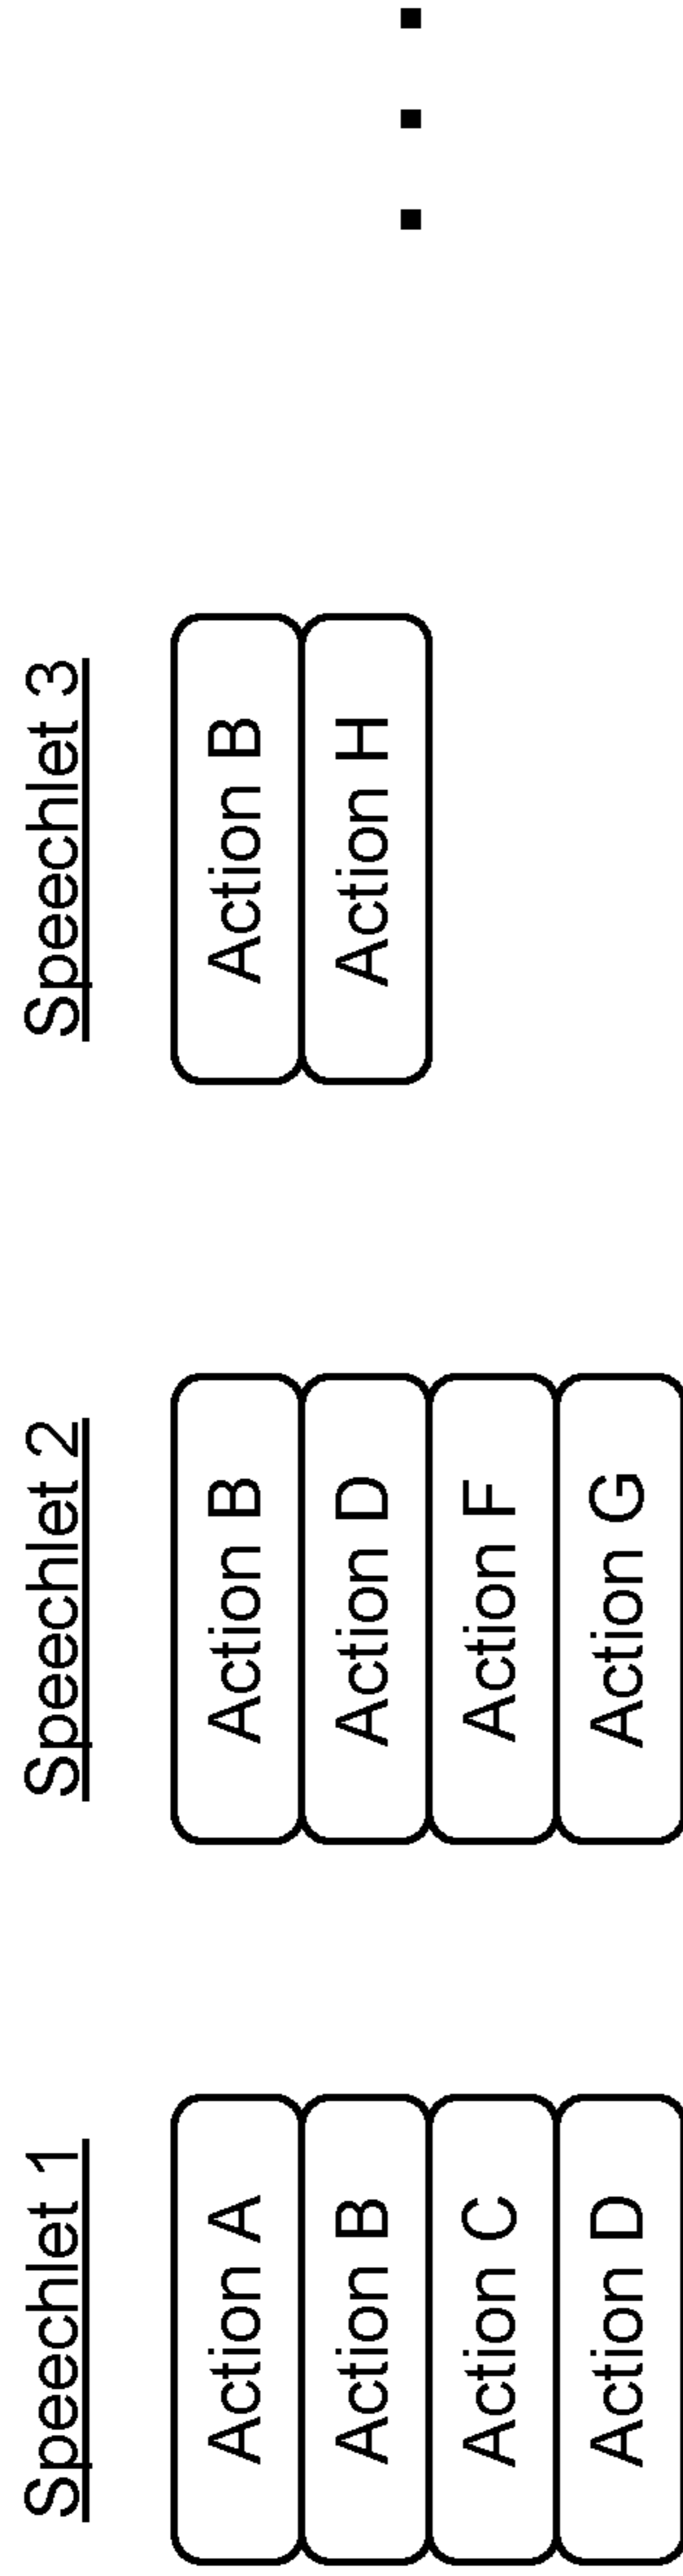 Speechlet 1
Action A
Action B
Action C
Action D
Speechlet 2
Action B
Action D
Action F
Action G
Speechlet 3
Action B
Action H